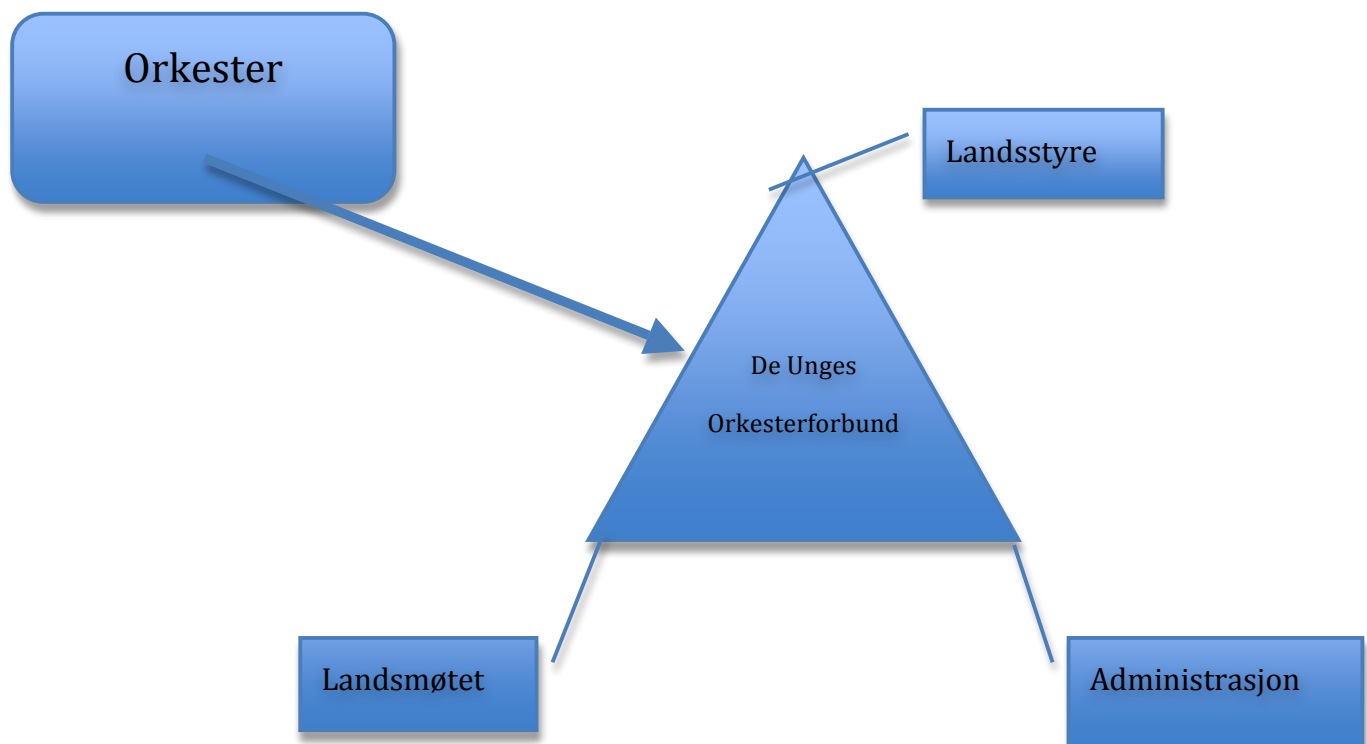 Orkester
Landsstyre
De Unges
Orkesterforbund
Landsmøtet
Administrasjon